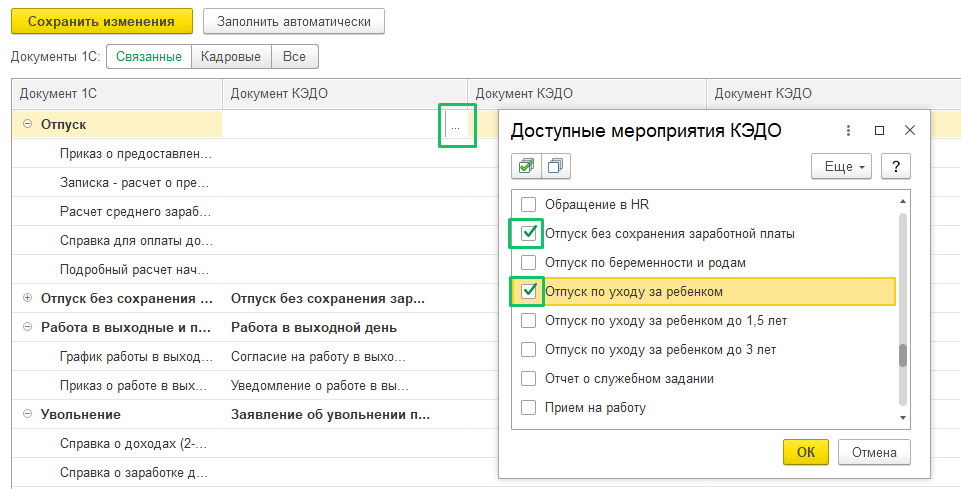 Сохранить изменения Заполнить автоматически
Документы 1С: Связанные Кадровые Все
Документ 1С Документ КЭДО Документ КЭДО Документ КЭДО
Отпуск ...
Приказ о предоставлен...
Записка - расчет о пре...
Расчет среднего зараб...
Справка для оплаты до...
Подробный расчет нач...
Отпуск без сохранения ... Отпуск без сохранения зар...
Работа в выходные и п... Работа в выходной день
График работы в выход... Согласие на работу в выхо...
Приказ о работе в вых... Уведомление о работе в вы...
Увольнение Заявление об увольнении п...
Справка о доходах (2-...
Справка о заработке д...
Доступные мероприятия КЭДО
Еще ?
Обращение в HR
Отпуск без сохранения заработной платы
Отпуск по беременности и родам
Отпуск по уходу за ребенком
Отпуск по уходу за ребенком до 1,5 лет
Отпуск по уходу за ребенком до 3 лет
Отчет о служебном задании
Прием на работу
ОК Отмена